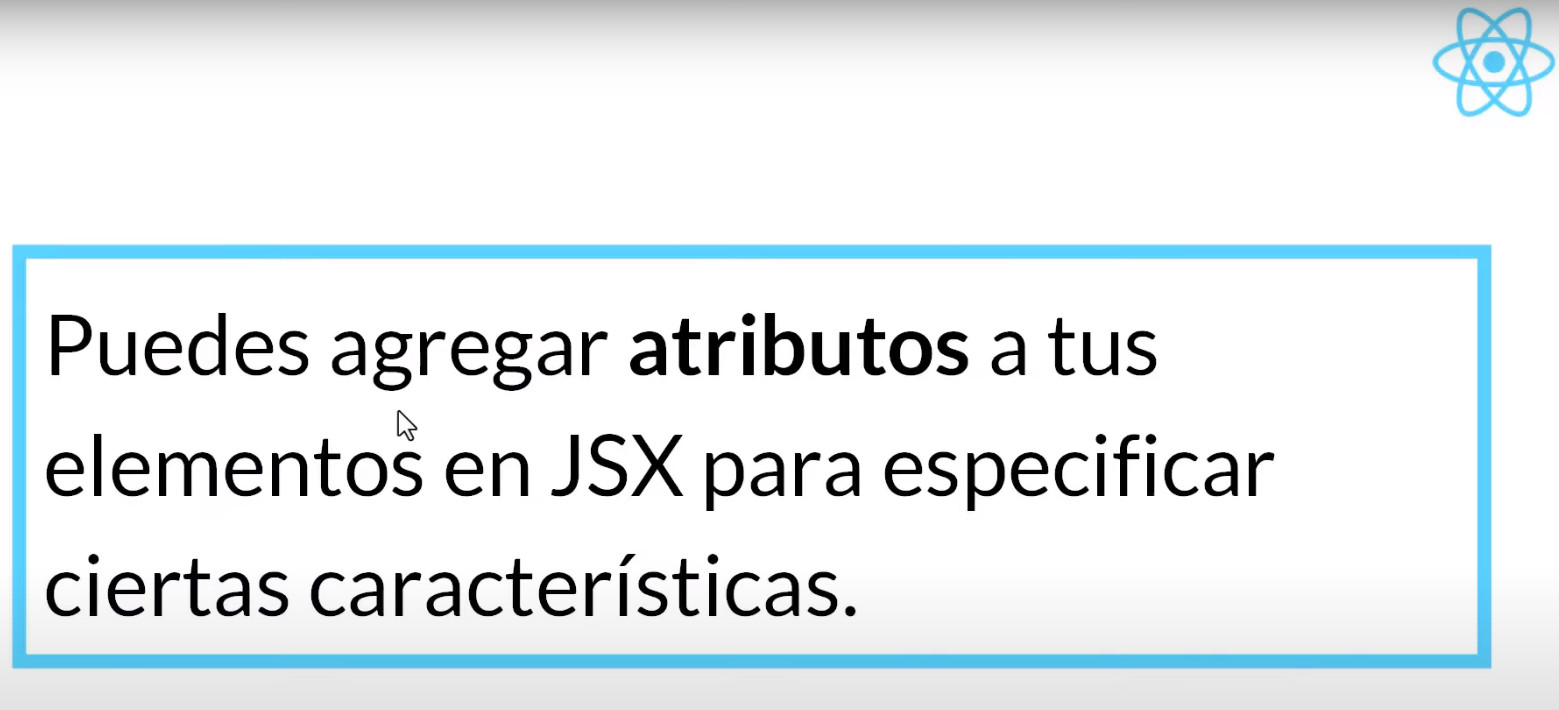 Puedes agregar atributos a tus
elementos en JSX para especificar
ciertas características.